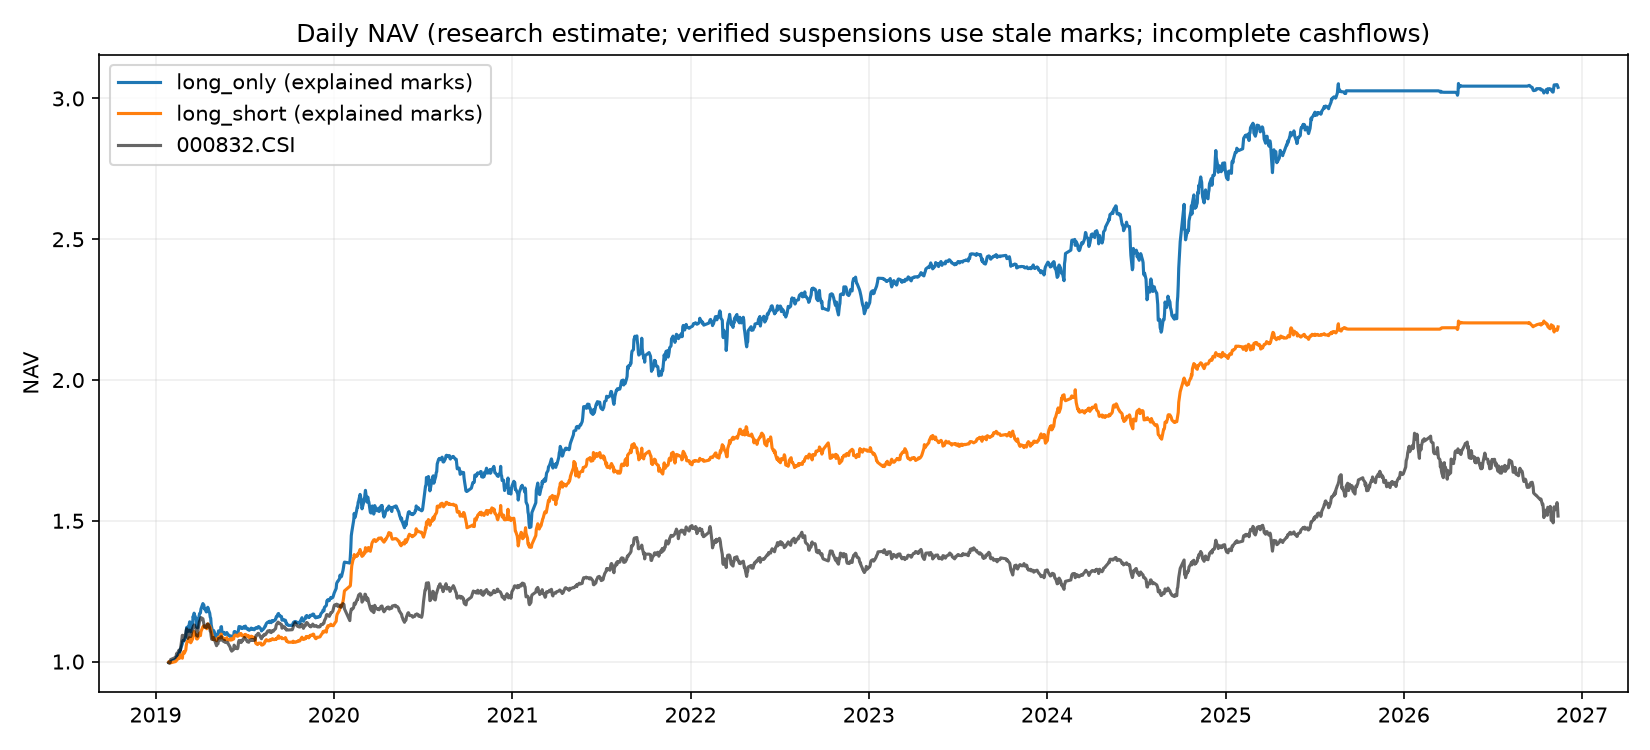 Daily NAV (research estimate; verified suspensions use stale marks; incomplete cashflows)
long_only (explained marks)
long_short (explained marks)
000832.CSI
NAV
3.0
2.5
2.0
1.5
1.0
2019 2020 2021 2022 2023 2024 2025 2026 2027